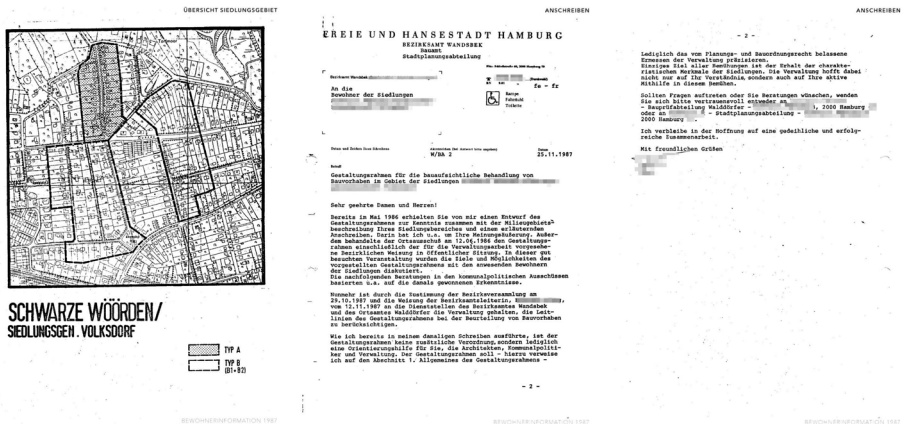 ÜBERSICHT SIEDLUNGSGEBIET
SCHWARZE WÖÖRDEN/
SIEDLUNGSGEN. VOLKSDORF
TYP A
TYP B
(B1+B2)
BEWOHNERINFORMATION 1987
ANSCHREIBEN
FREIE UND HANSESTADT HAMBURG
BEZIRKSAMT WANDSBEK
Bauamt
Stadtplanungsabteilung
Bezirksamt Wandsbek
An die
Bewohner der Siedlungen
fe - fr
Rampe
Fahrstuhl
Toilette
W/BA 2
25.11.1987
Betreff
Gestaltungsrahmen für die bauaufsichtliche Behandlung von
Bauvorhaben im Gebiet der Siedlungen
Sehr geehrte Damen und Herren!
Bereits im Mai 1986 erhielten Sie von mir einen Entwurf des
Gestaltungsrahmens zur Kenntnis zusammen mit der Milieugebiets-
beschreibung Ihres Siedlungsbereiches und einem erläuternden
Anschreiben. Darin bat ich u.a. um Ihre Meinungsäußerung. Außer-
dem behandelte der Ortsausschuß am 12.06.1986 den Gestaltungs-
rahmen einschließlich der für die Verwaltungsarbeit vorgesehe-
ne Bezirklichen Weisung in öffentlicher Sitzung. In dieser gut
besuchten Veranstaltung wurden die Ziele und Möglichkeiten des
vorgestellten Gestaltungsrahmens mit den anwesenden Bewohnern
der Siedlungen diskutiert.
Die nachfolgenden Beratungen in den kommunalpolitischen Ausschüssen
basierten u.a. auf die damals gewonnenen Erkenntnisse.
Nunmehr ist durch die Zustimmung der Bezirksversammlung am
29.10.1987 und die Weisung der Bezirksamtsleiterin,
vom 12.11.1987 an die Dienststellen des Bezirksamtes Wandsbek
und des Ortsamtes Walddörfer die Verwaltung gehalten, die Leit-
linien des Gestaltungsrahmens bei der Beurteilung von Bauvorhaben
zu berücksichtigen.
Wie ich bereits in meinem damaligen Schreiben ausführte, ist der
Gestaltungsrahmen keine zusätzliche Verordnung,sondern lediglich
eine Orientierungshilfe für Sie, die Architekten, Kommunalpoliti-
ker und Verwaltung. Der Gestaltungsrahmen soll - hierzu verweise
ich auf den Abschnitt 1. Allgemeines des Gestaltungsrahmens -
- 2 -
BEWOHNERINFORMATION 1987
ANSCHREIBEN
- 2 -
Lediglich das vom Planungs- und Bauordnungsrecht belassene
Ermessen der Verwaltung präzisieren.
Einziges Ziel aller Bemühungen ist der Erhalt der charakte-
ristischen Merkmale der Siedlungen. Die Verwaltung hofft dabei
nicht nur auf Ihr Verständnis, sondern auch auf Ihre aktive
Mithilfe in diesem Bemühen.
Sollten Fragen auftreten oder Sie Beratungen wünschen, wenden
Sie sich bitte vertrauensvoll entweder an
- Bauprüfabteilung Walddörfer - ), 2000 Hamburg
oder an - Stadtplanungsabteilung -
2000 Hamburg
Ich verbleibe in der Hoffnung auf eine gedeihliche und erfolg-
reiche Zusammenarbeit.
Mit freundlichen Grüßen
BEWOHNERINFORMATION 1987